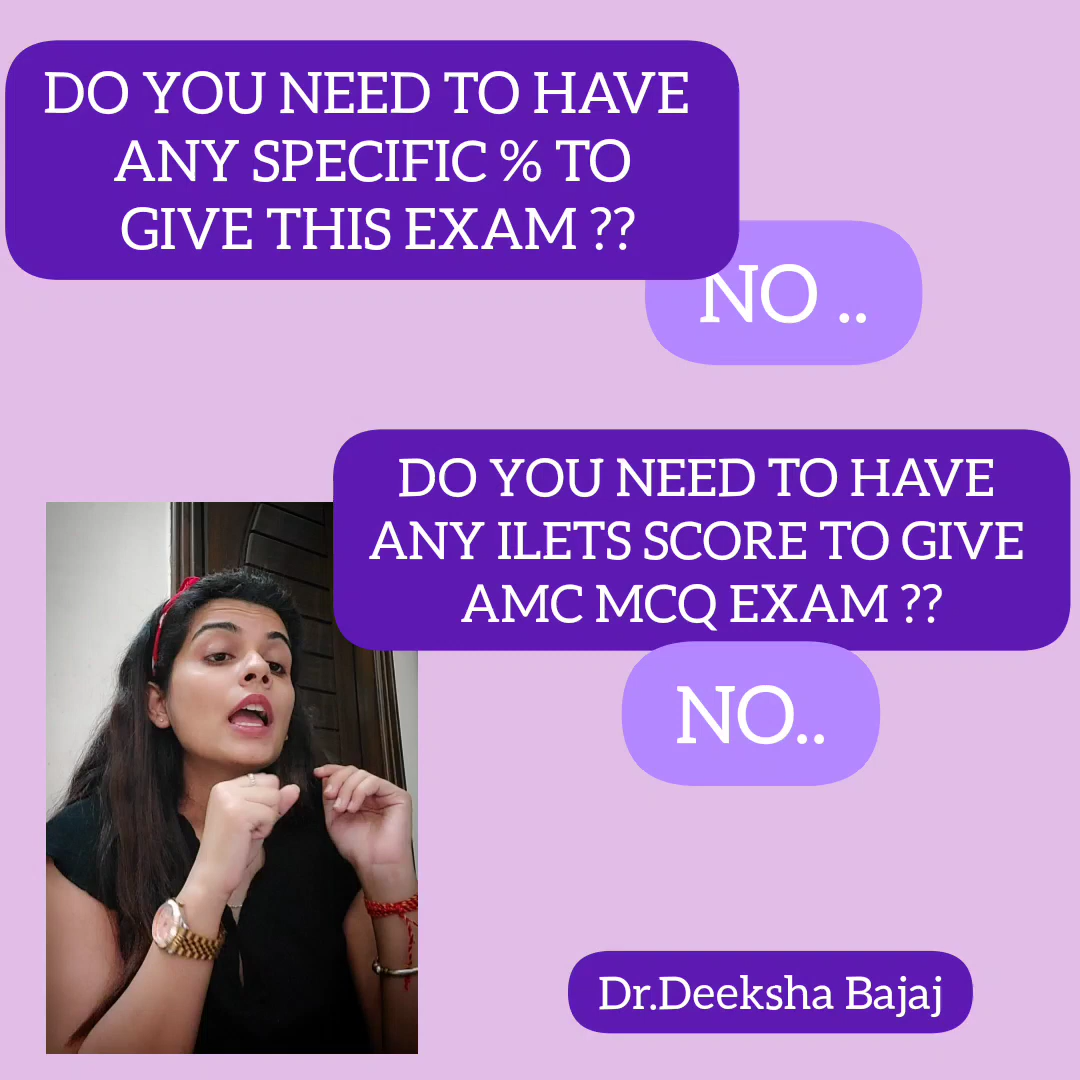 DO YOU NEED TO HAVE
ANY SPECIFIC % TO
GIVE THIS EXAM ??
NO ..
DO YOU NEED TO HAVE
ANY ILETS SCORE TO GIVE
AMC MCQ EXAM ??
NO..
Dr.Deeksha Bajaj